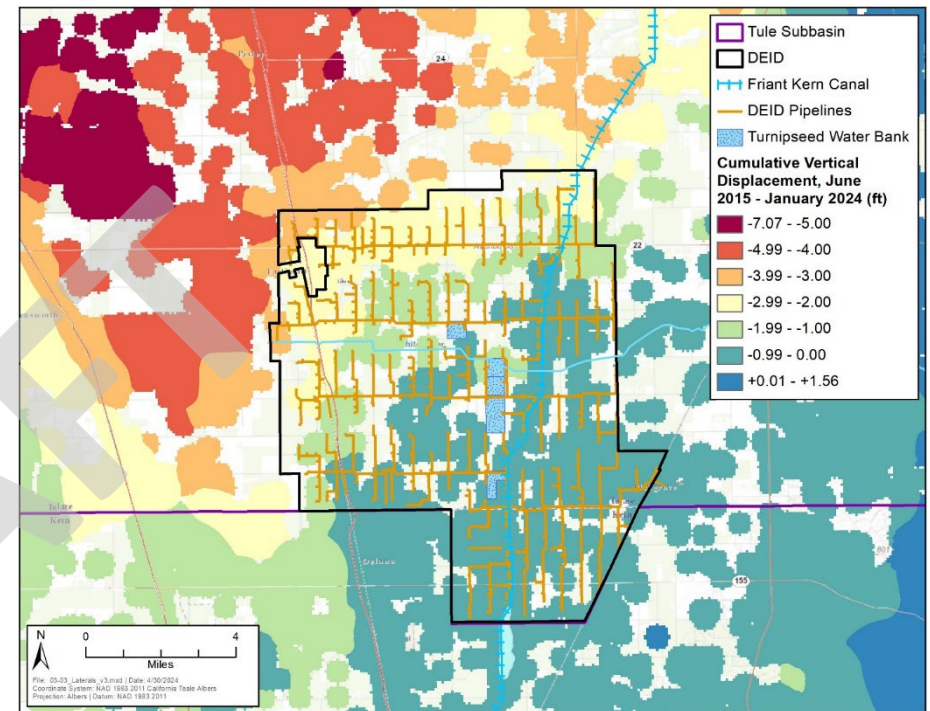 Tule Subbasin
DEID
Friant Kern Canal
DEID Pipelines
Turnipseed Water Bank
Cumulative Vertical
Displacement, June
2015 - January 2024 (ft)
-7.07 - -5.00
-4.99 - -4.00
-3.99 - -3.00
-2.99 - -2.00
-1.99 - -1.00
-0.99 - 0.00
+0.01 - +1.56
24
22
155
Tulare
Kern
Delano
N
0
4
Miles
File: 03-03_Laterals_v3.mxd | Date: 4/30/2024
Coordinate System: NAD 1983 2011 California Teale Albers
Projection: Albers | Datum: NAD 1983 2011